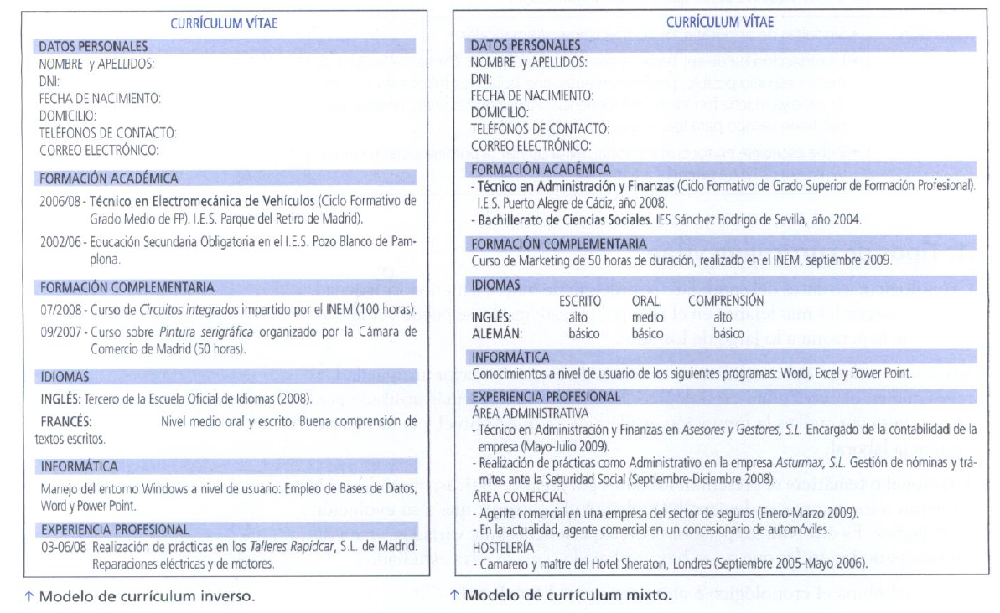 CURRÍCULUM VÍTAE
DATOS PERSONALES
NOMBRE y APELLIDOS:
DNI:
FECHA DE NACIMIENTO:
DOMICILIO:
TELÉFONOS DE CONTACTO:
CORREO ELECTRÓNICO:
FORMACIÓN ACADÉMICA
2006/08 - Técnico en Electromecánica de Vehículos (Ciclo Formativo de
Grado Medio de FP). I.E.S. Parque del Retiro de Madrid).
2002/06 - Educación Secundaria Obligatoria en el I.E.S. Pozo Blanco de Pam-
plona.
FORMACIÓN COMPLEMENTARIA
07/2008 - Curso de Circuitos integrados impartido por el INEM (100 horas).
09/2007 - Curso sobre Pintura serigráfica organizado por la Cámara de
Comercio de Madrid (50 horas).
IDIOMAS
INGLÉS: Tercero de la Escuela Oficial de Idiomas (2008).
FRANCÉS: Nivel medio oral y escrito. Buena comprensión de
textos escritos.
INFORMÁTICA
Manejo del entorno Windows a nivel de usuario: Empleo de Bases de Datos,
Word y Power Point.
EXPERIENCIA PROFESIONAL
03-06/08 Realización de prácticas en los Talleres Rapidcar, S.L. de Madrid.
Reparaciones eléctricas y de motores.
↑ Modelo de currículum inverso.
CURRÍCULUM VÍTAE
DATOS PERSONALES
NOMBRE y APELLIDOS:
DNI:
FECHA DE NACIMIENTO:
DOMICILIO:
TELÉFONOS DE CONTACTO:
CORREO ELECTRÓNICO:
FORMACIÓN ACADÉMICA
- Técnico en Administración y Finanzas (Ciclo Formativo de Grado Superior de Formación Profesional).
I.E.S. Puerto Alegre de Cádiz, año 2008.
- Bachillerato de Ciencias Sociales. IES Sánchez Rodrigo de Sevilla, año 2004.
FORMACIÓN COMPLEMENTARIA
Curso de Marketing de 50 horas de duración, realizado en el INEM, septiembre 2009.
IDIOMAS
ESCRITO ORAL COMPRENSIÓN
INGLÉS: alto medio alto
ALEMÁN: básico básico básico
INFORMÁTICA
Conocimientos a nivel de usuario de los siguientes programas: Word, Excel y Power Point.
EXPERIENCIA PROFESIONAL
ÁREA ADMINISTRATIVA
- Técnico en Administración y Finanzas en Asesores y Gestores, S.L. Encargado de la contabilidad de la
empresa (Mayo-Julio 2009).
- Realización de prácticas como Administrativo en la empresa Asturmax, S.L. Gestión de nóminas y trá-
mites ante la Seguridad Social (Septiembre-Diciembre 2008).
ÁREA COMERCIAL
- Agente comercial en una empresa del sector de seguros (Enero-Marzo 2009).
- En la actualidad, agente comercial en un concesionario de automóviles.
HOSTELERÍA
- Camarero y maître del Hotel Sheraton, Londres (Septiembre 2005-Mayo 2006).
↑ Modelo de currículum mixto.